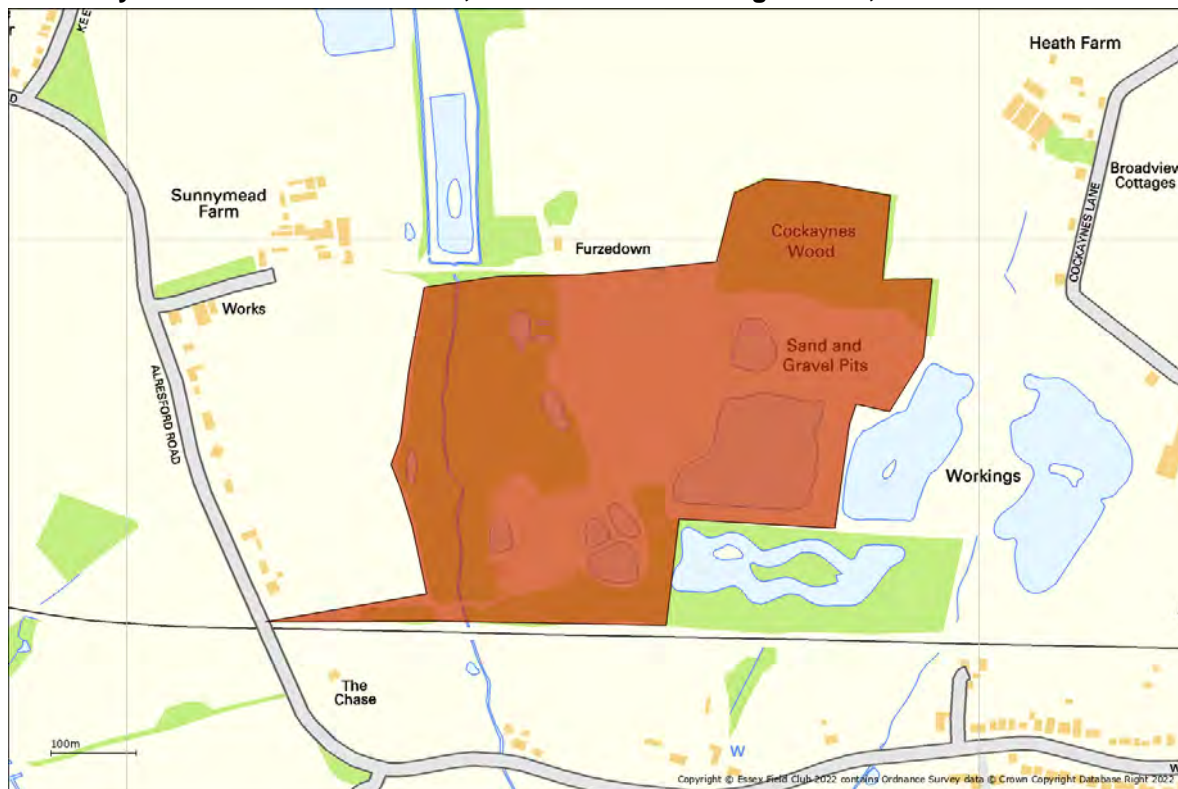 KEE
D
Heath Farm
Broadview
Cottages
COCKAYNES LANE
Sunnymead
Farm
Furzedown
Cockaynes
Wood
Works
Sand and
Gravel Pits
ALRESFORD ROAD
Workings
The
Chase
100m
W
W
Copyright © Essex Field Club 2022 contains Ordnance Survey data © Crown Copyright Database Right 2022